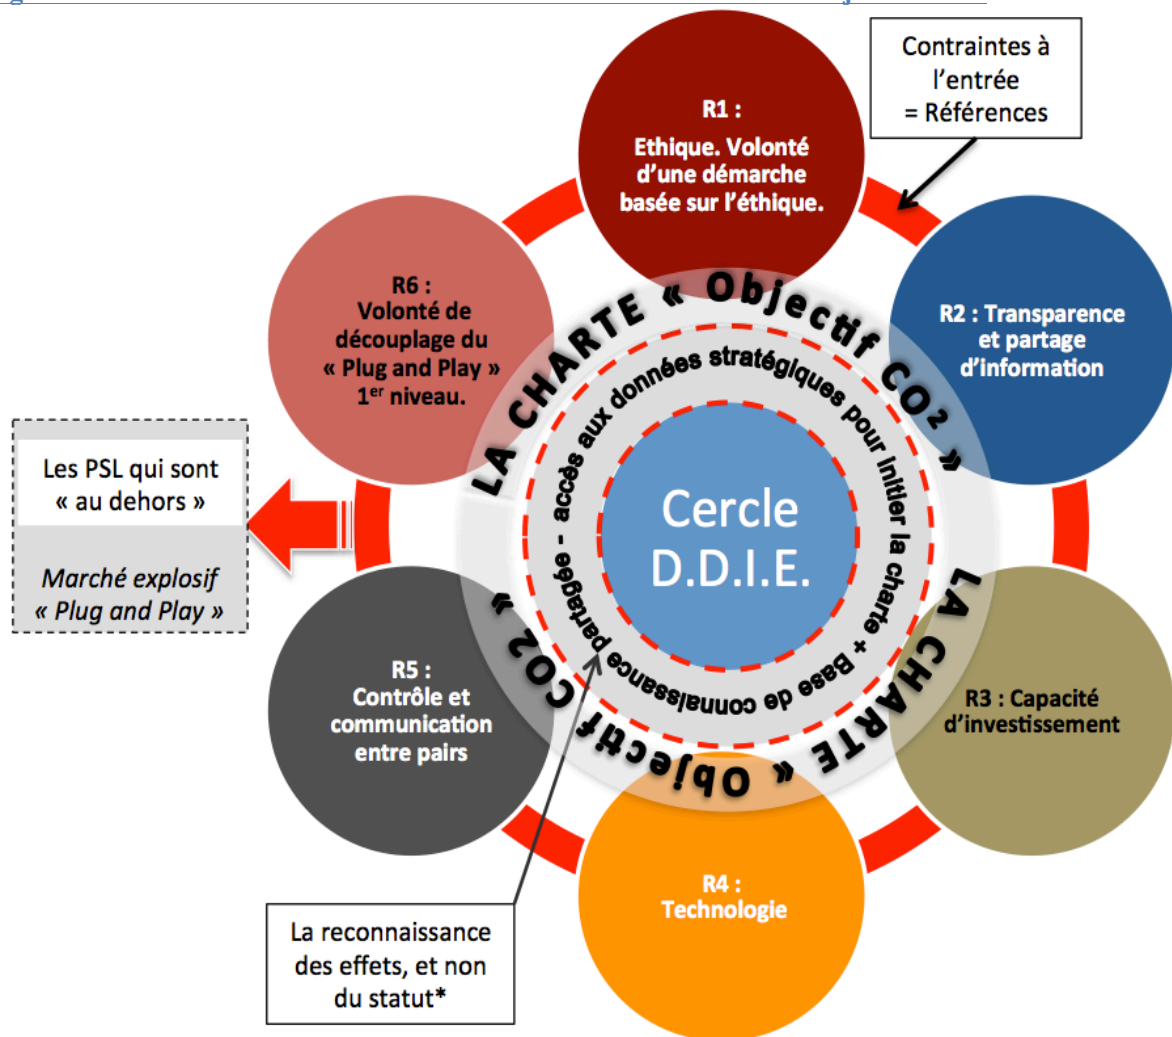 Contraintes à
l’entrée
= Références
R1 :
Ethique. Volonté
d’une démarche
basée sur l’éthique.
R2 : Transparence
et partage
d’information
R3 : Capacité
d’investissement
R4 :
Technologie
R5 :
Contrôle et
communication
entre pairs
R6 :
Volonté de
découplage du
« Plug and Play »
1er niveau.
LA CHARTE « Objectif CO² »
LA CHARTE « Objectif CO2 »
accès aux données stratégiques pour initier la charte + Base de connaissance partagée -
Cercle
D.D.I.E.
Les PSL qui sont
« au dehors »
Marché explosif
« Plug and Play »
La reconnaissance
des effets, et non
du statut*